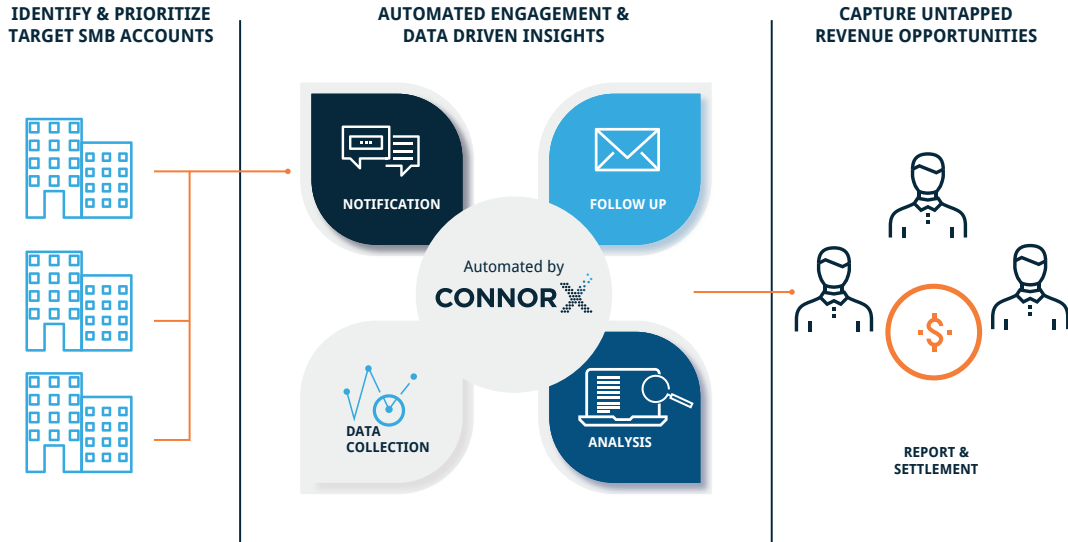 IDENTIFY & PRIORITIZE
TARGET SMB ACCOUNTS
AUTOMATED ENGAGEMENT &
DATA DRIVEN INSIGHTS
CAPTURE UNTAPPED
REVENUE OPPORTUNITIES
NOTIFICATION
FOLLOW UP
Automated by
CONNORX
DATA
COLLECTION
ANALYSIS
$
REPORT &
SETTLEMENT